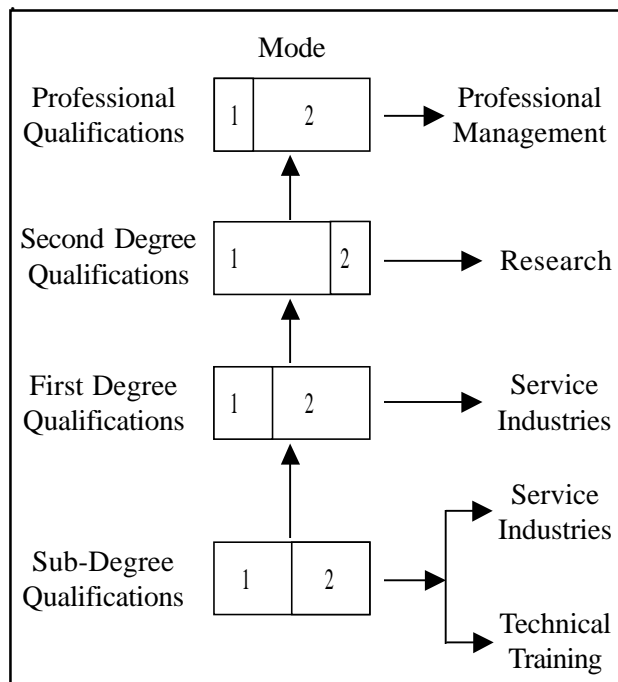 Mode
Professional
Qualifications
1
2
Professional
Management
Second Degree
Qualifications
1
2
Research
First Degree
Qualifications
1
2
Service
Industries
Sub-Degree
Qualifications
1
2
Service
Industries
Technical
Training